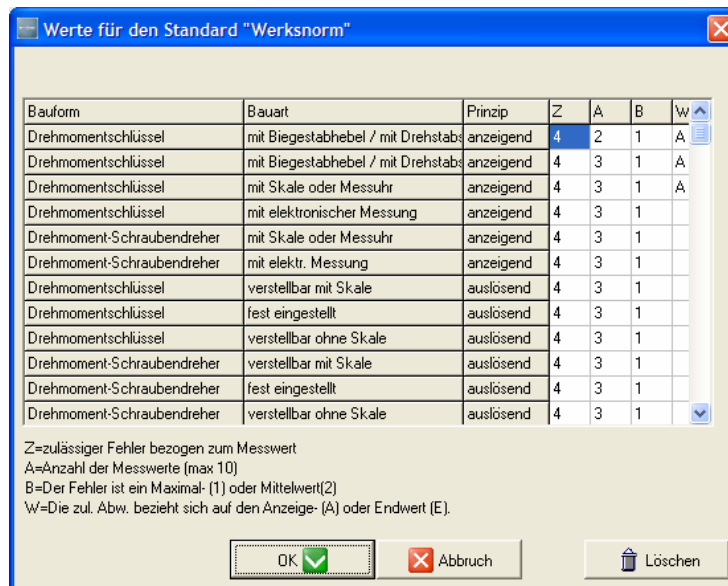 Werte für den Standard "Werksnorm"
Bauform Bauart Prinzip Z A B W
Drehmomentschlüssel mit Biegestabhebel / mit Drehstabs anzeigend 4 2 1 A
Drehmomentschlüssel mit Biegestabhebel / mit Drehstabs anzeigend 4 3 1 A
Drehmomentschlüssel mit Skale oder Messuhr anzeigend 4 3 1 A
Drehmomentschlüssel mit elektronischer Messung anzeigend 4 3 1
Drehmoment-Schraubendreher mit Skale oder Messuhr anzeigend 4 3 1
Drehmoment-Schraubendreher mit elektr. Messung anzeigend 4 3 1
Drehmomentschlüssel verstellbar mit Skale auslösend 4 3 1
Drehmomentschlüssel fest eingestellt auslösend 4 3 1
Drehmomentschlüssel verstellbar ohne Skale auslösend 4 3 1
Drehmoment-Schraubendreher verstellbar mit Skale auslösend 4 3 1
Drehmoment-Schraubendreher fest eingestellt auslösend 4 3 1
Drehmoment-Schraubendreher verstellbar ohne Skale auslösend 4 3 1
Z=zulässiger Fehler bezogen zum Messwert
A=Anzahl der Messwerte (max 10)
B=Der Fehler ist ein Maximal- (1) oder Mittelwert(2)
W=Die zul. Abw. bezieht sich auf den Anzeige- (A) oder Endwert (E).
OK Abbruch Löschen